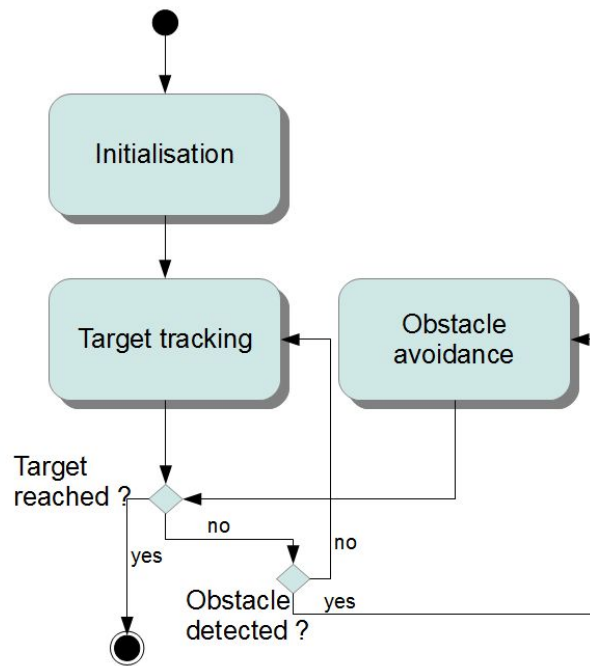 Initialisation
Target tracking
Obstacle
avoidance
Target
reached ?
no
no
yes
Obstacle
detected ?
yes